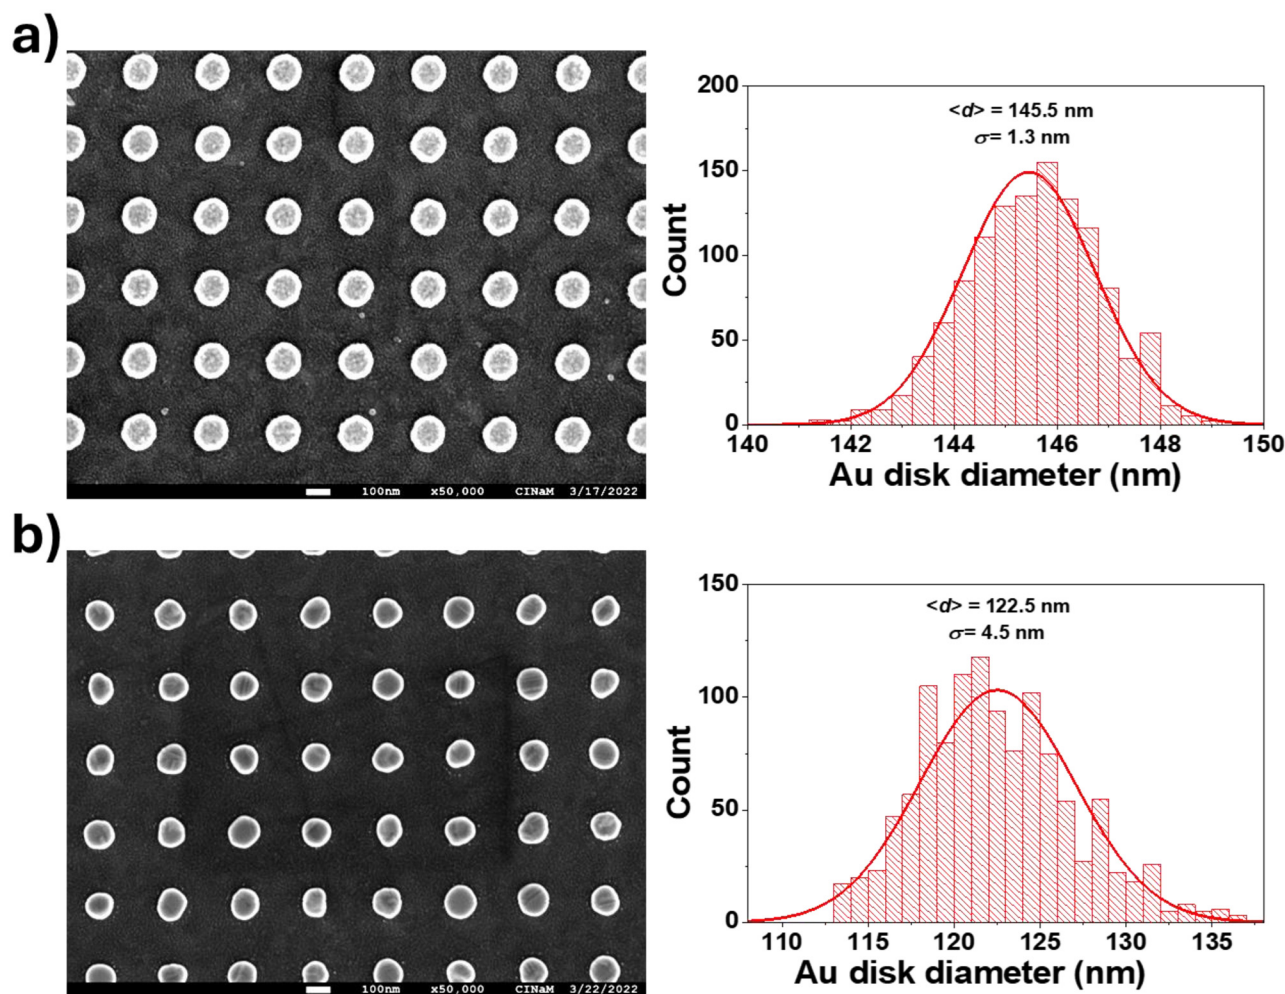 a)
100nm x50,000 CINaM 3/17/2022
200
150
100
50
0
Count
<d> = 145.5 nm
σ= 1.3 nm
140 142 144 146 148 150
Au disk diameter (nm)
b)
100nm x50,000 CINaM 3/22/2022
150
100
50
0
Count
<d> = 122.5 nm
σ= 4.5 nm
110 115 120 125 130 135
Au disk diameter (nm)